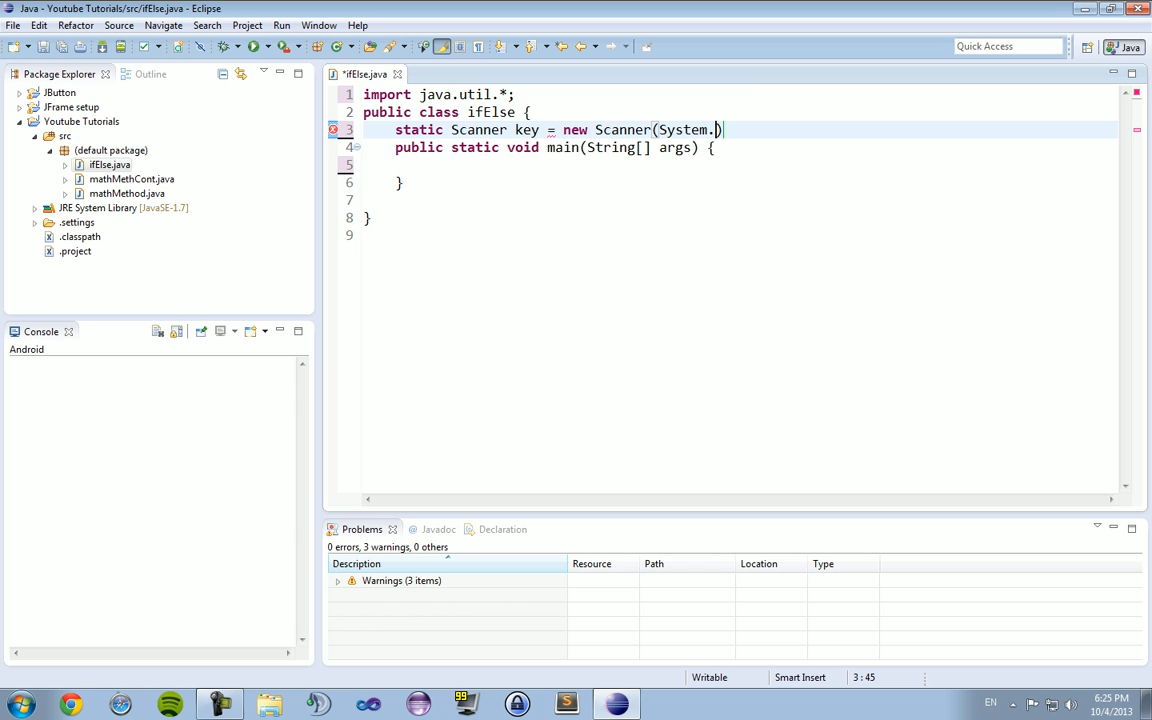 Java - Youtube Tutorials/src/ifElse.java - Eclipse
File Edit Refactor Source Navigate Search Project Run Window Help
Quick Access
Java
Package Explorer
Outline
JButton
JFrame setup
Youtube Tutorials
src
(default package)
ifElse.java
mathMethCont.java
mathMethod.java
JRE System Library [JavaSE-1.7]
.settings
.classpath
.project
*ifElse.java
1 import java.util.*;
2 public class ifElse {
3 static Scanner key = new Scanner(System.)
4 public static void main(String[] args) {
5
6 }
7
8 }
9
Console
Android
Problems @ Javadoc Declaration
0 errors, 3 warnings, 0 others
Description Resource Path Location Type
Warnings (3 items)
Writable Smart Insert 3 : 45
99
S
EN
6:25 PM
10/4/2013